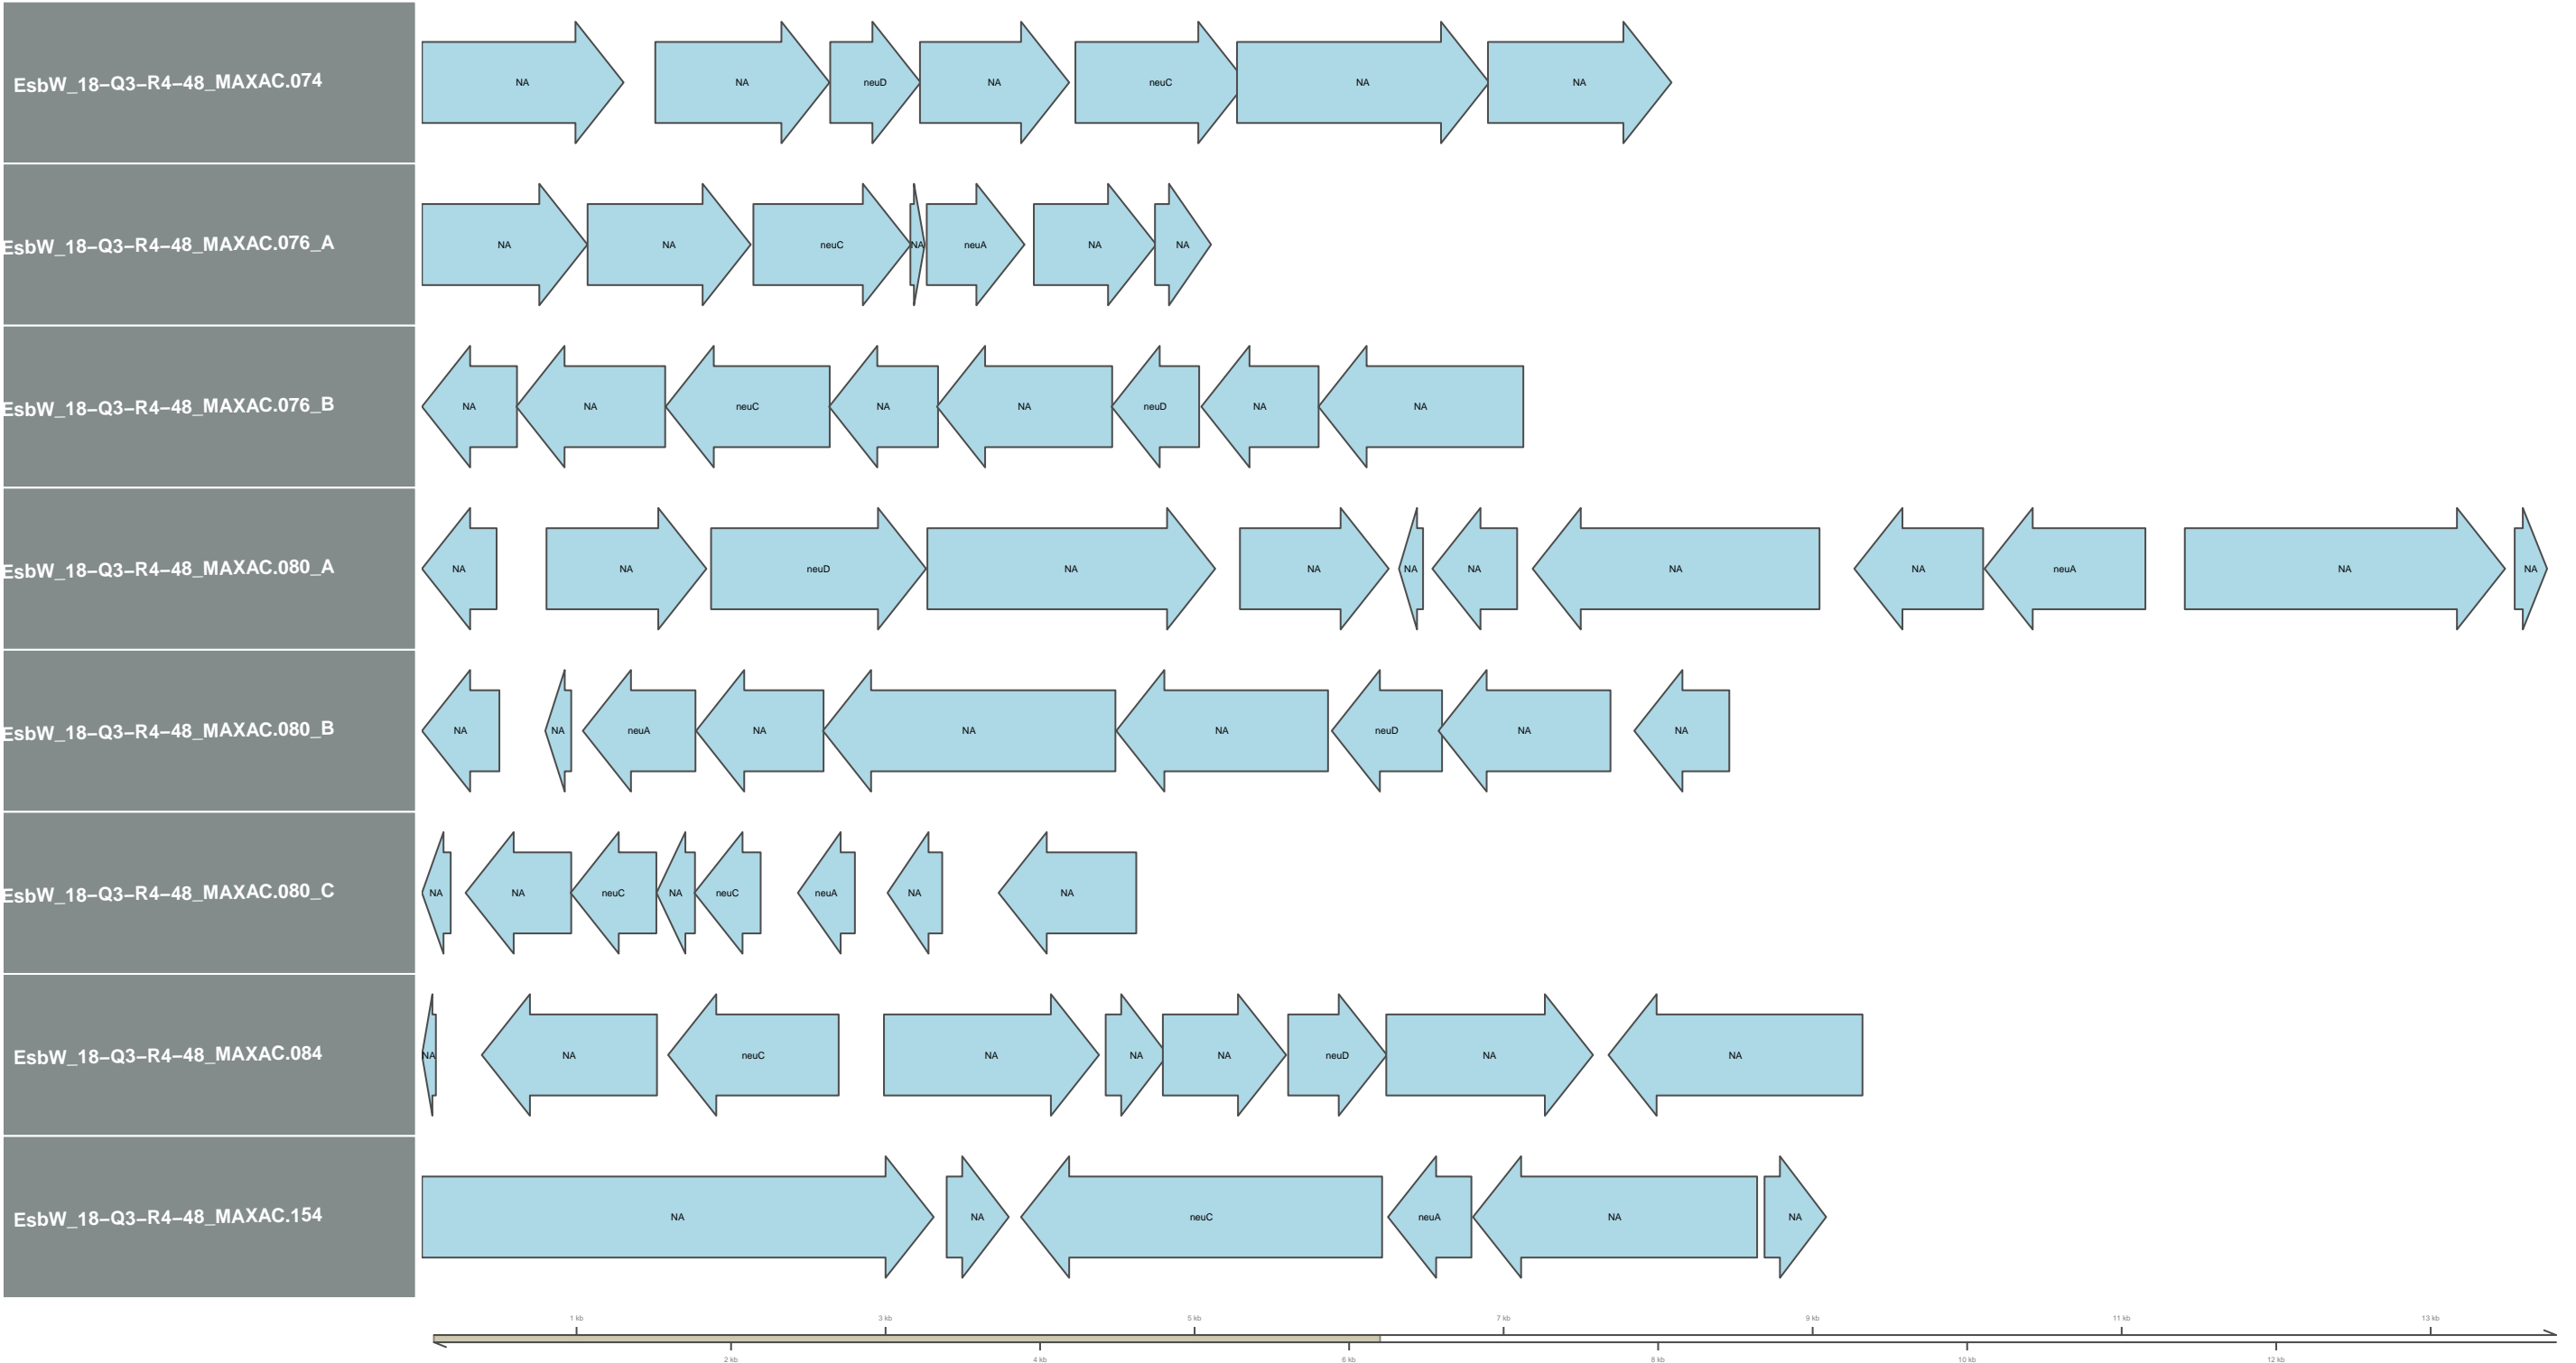 EsbW_18−Q3−R4−48_MAXAC.074
NA NA neuD NA neuC NA NA
EsbW_18−Q3−R4−48_MAXAC.076_A
NA NA neuC NA neuA NA NA
EsbW_18−Q3−R4−48_MAXAC.076_B
NA NA neuC NA NA neuD NA NA
EsbW_18−Q3−R4−48_MAXAC.080_A
NA NA neuD NA NA NA NA NA NA neuA NA NA
EsbW_18−Q3−R4−48_MAXAC.080_B
NA NA neuA NA NA NA neuD NA NA
EsbW_18−Q3−R4−48_MAXAC.080_C
NA NA neuC NA neuC neuA NA NA
EsbW_18−Q3−R4−48_MAXAC.084
NA NA neuC NA NA NA neuD NA NA
EsbW_18−Q3−R4−48_MAXAC.154
NA NA neuC neuA NA NA
1 kb 3 kb 5 kb 7 kb 9 kb 11 kb 13 kb
2 kb 4 kb 6 kb 8 kb 10 kb 12 kb